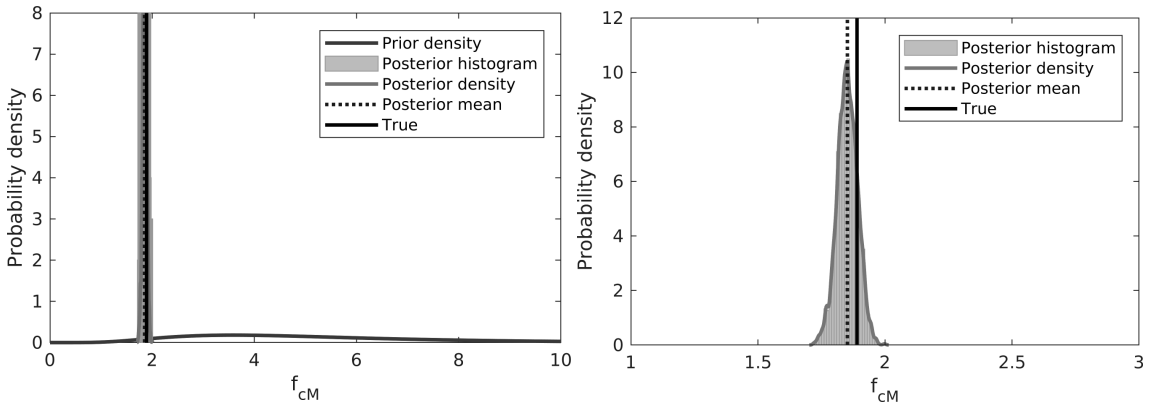 8
7
6
5
4
3
2
1
0
Probability density
0 2 4 6 8 10
f_cM
Prior density
Posterior histogram
Posterior density
Posterior mean
True
12
10
8
6
4
2
0
Probability density
1 1.5 2 2.5 3
f_cM
Posterior histogram
Posterior density
Posterior mean
True